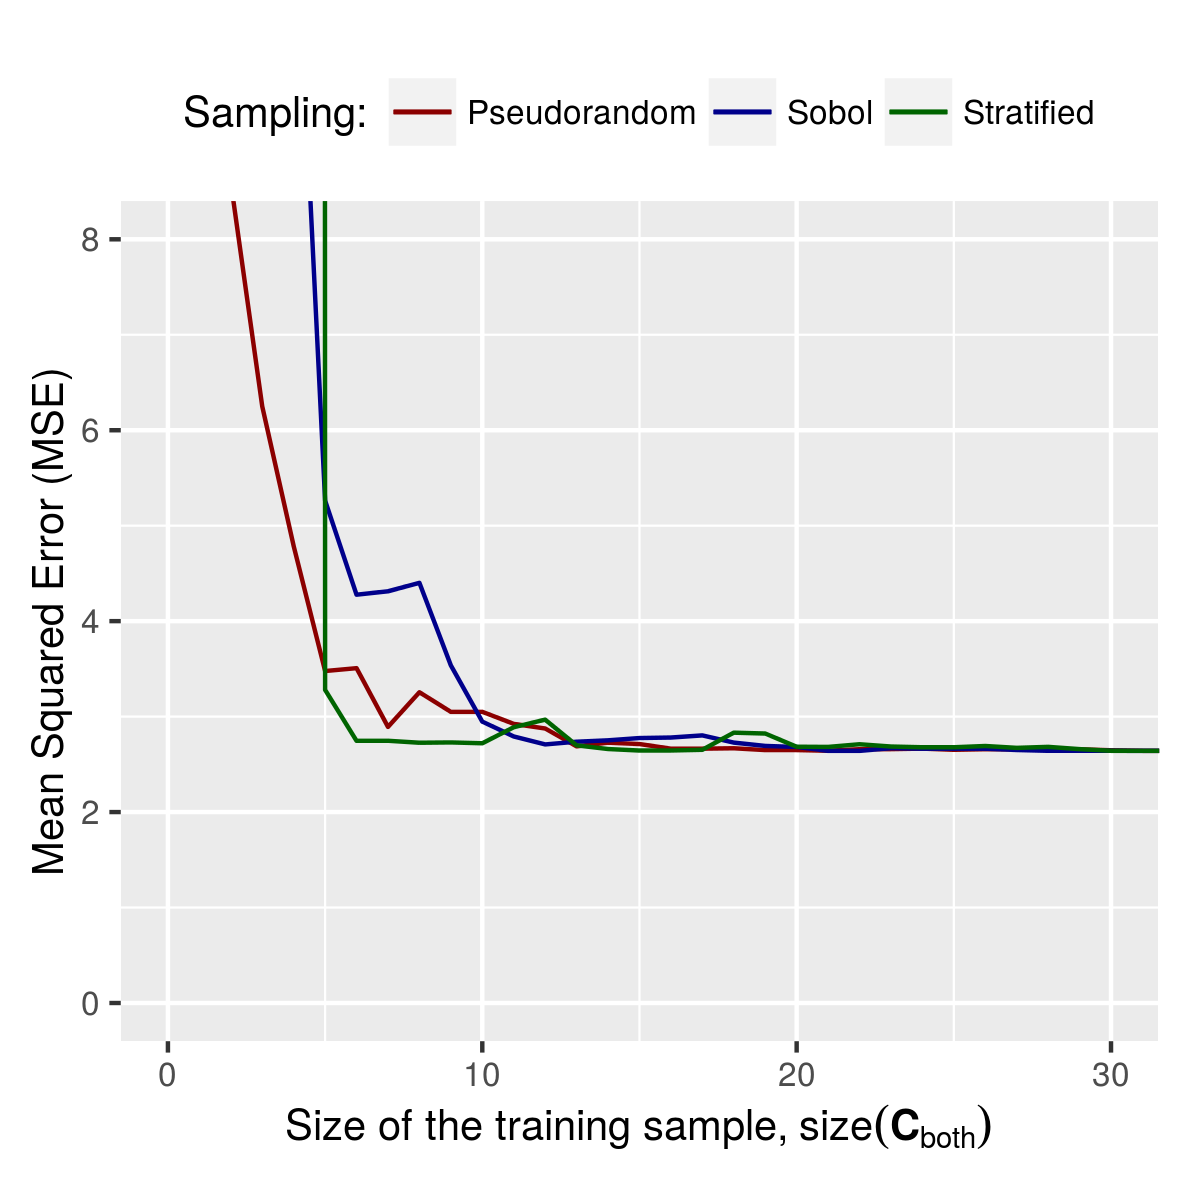 Sampling: Pseudorandom Sobol Stratified
8
6
4
2
0
Mean Squared Error (MSE)
0 10 20 30
Size of the training sample, size(C_both)